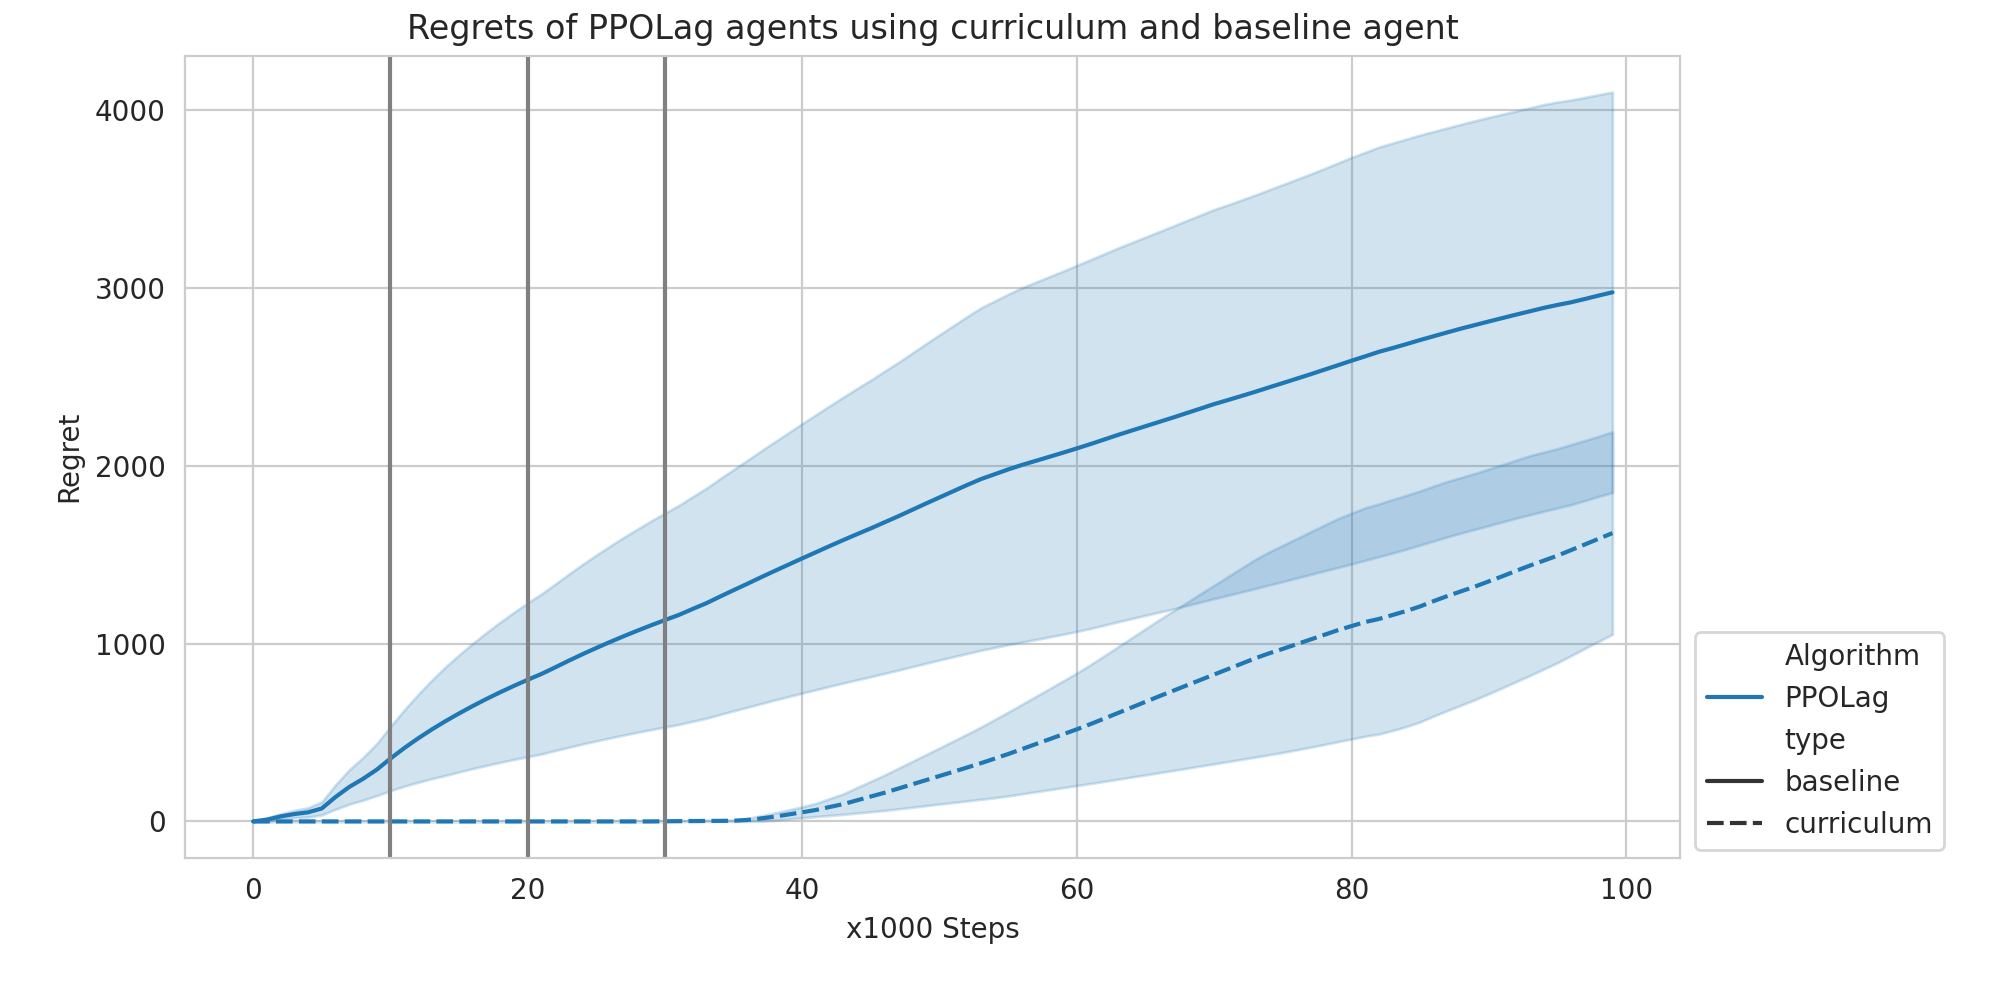 Regrets of PPOLag agents using curriculum and baseline agent
4000
3000
2000
1000
0
Regret
0 20 40 60 80 100
x1000 Steps
Algorithm
PPOLag
type
baseline
curriculum